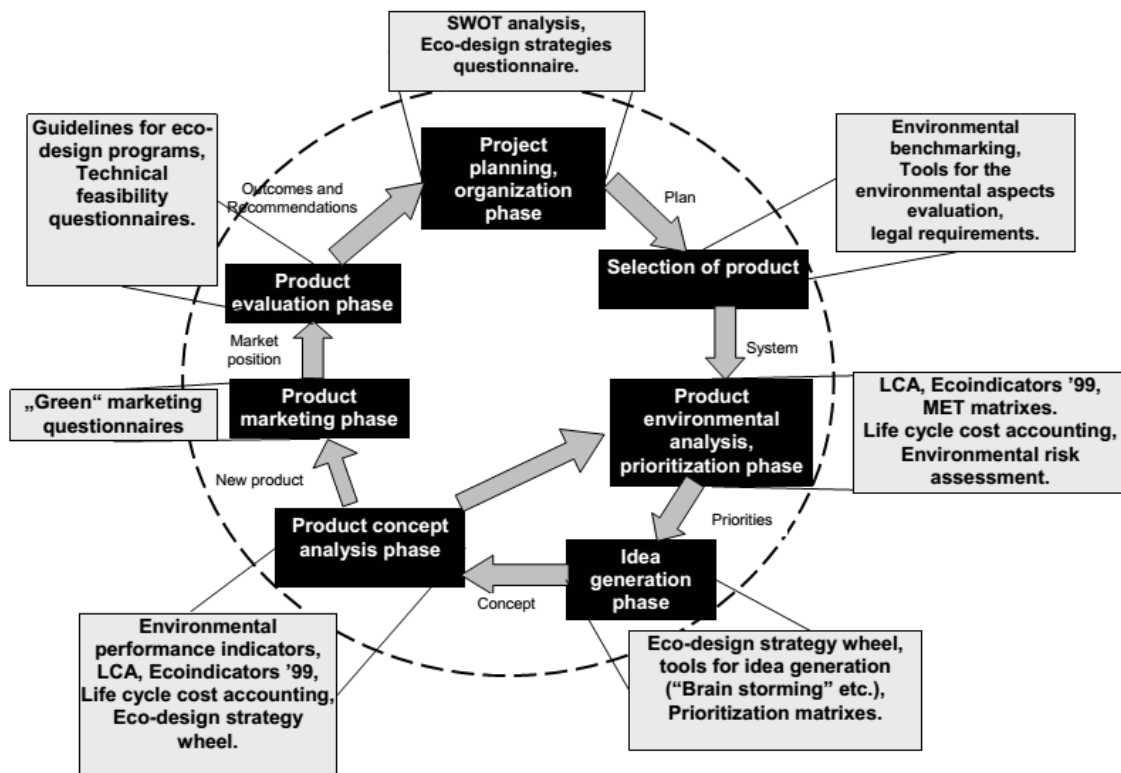 SWOT analysis,
Eco-design strategies
questionnaire.
Guidelines for eco-
design programs,
Technical
feasibility
questionnaires.
Project
planning,
organization
phase
Environmental
benchmarking,
Tools for the
environmental aspects
evaluation,
legal requirements.
Outcomes and
Recommendations
Plan
Selection of product
Product
evaluation phase
Market
position
System
Product
marketing phase
„Green“ marketing
questionnaires
Product
environmental
analysis,
prioritization phase
LCA, Ecoindicators ’99,
MET matrixes.
Life cycle cost accounting,
Environmental risk
assessment.
New product
Product concept
analysis phase
Priorities
Idea
generation
phase
Concept
Environmental
performance indicators,
LCA, Ecoindicators ’99,
Life cycle cost accounting,
Eco-design strategy
wheel.
Eco-design strategy wheel,
tools for idea generation
(“Brain storming” etc.),
Prioritization matrixes.